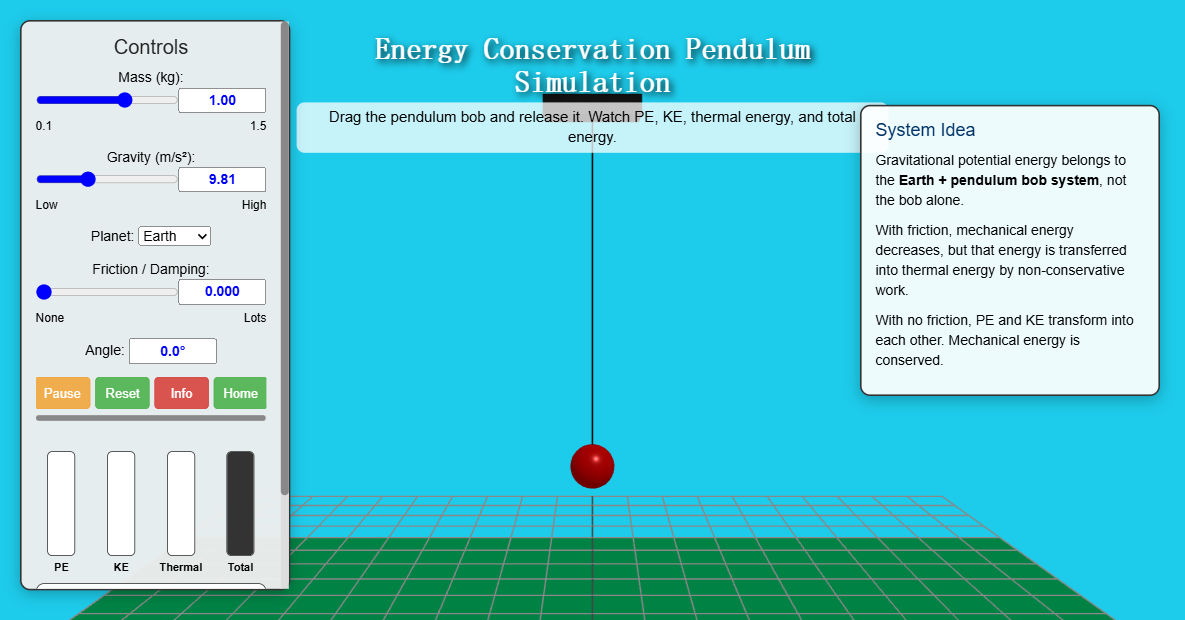 Controls
Mass (kg):
1.00
0.1 1.5
Gravity (m/s²):
9.81
Low High
Planet: Earth
Friction / Damping:
0.000
None Lots
Angle: 0.0°
Pause Reset Info Home
PE KE Thermal Total
Energy Conservation Pendulum
Simulation
Drag the pendulum bob and release it. Watch PE, KE, thermal energy, and total
energy.
System Idea
Gravitational potential energy belongs to
the Earth + pendulum bob system, not
the bob alone.
With friction, mechanical energy
decreases, but that energy is transferred
into thermal energy by non-conservative
work.
With no friction, PE and KE transform into
each other. Mechanical energy is
conserved.